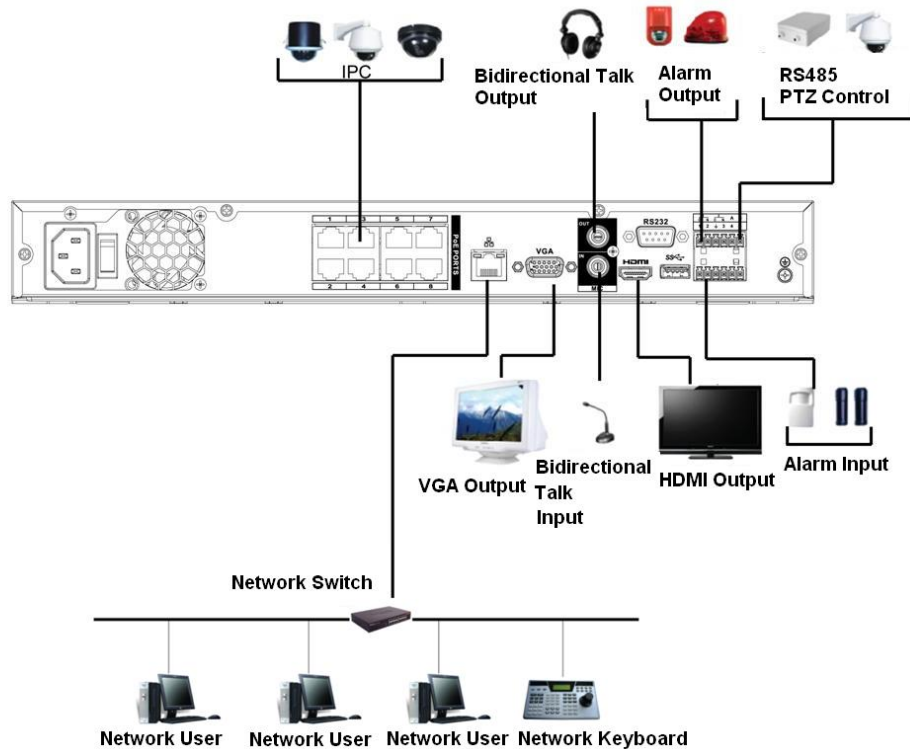 IPC
Bidirectional Talk
Output
Alarm
Output
RS485
PTZ Control
1 3 5 7
PoE PORTS
2 4 6 8
VGA
OUT
IN
MIC
RS232
HDMI
SS
A
VGA Output
Bidirectional
Talk
Input
HDMI Output
Alarm Input
Network Switch
Network User
Network User
Network User
Network Keyboard